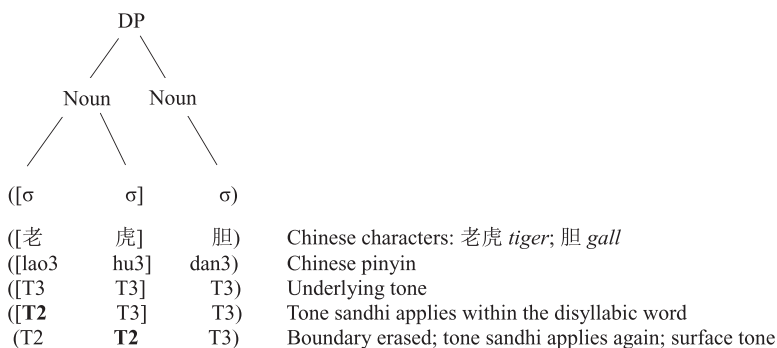 DP
Noun Noun
([σ σ] σ)
([老 虎] 胆) Chinese characters: 老虎 tiger; 胆 gall
([lao3 hu3] dan3) Chinese pinyin
([T3 T3] T3) Underlying tone
([T2 T3] T3) Tone sandhi applies within the disyllabic word
(T2 T2 T3) Boundary erased; tone sandhi applies again; surface tone